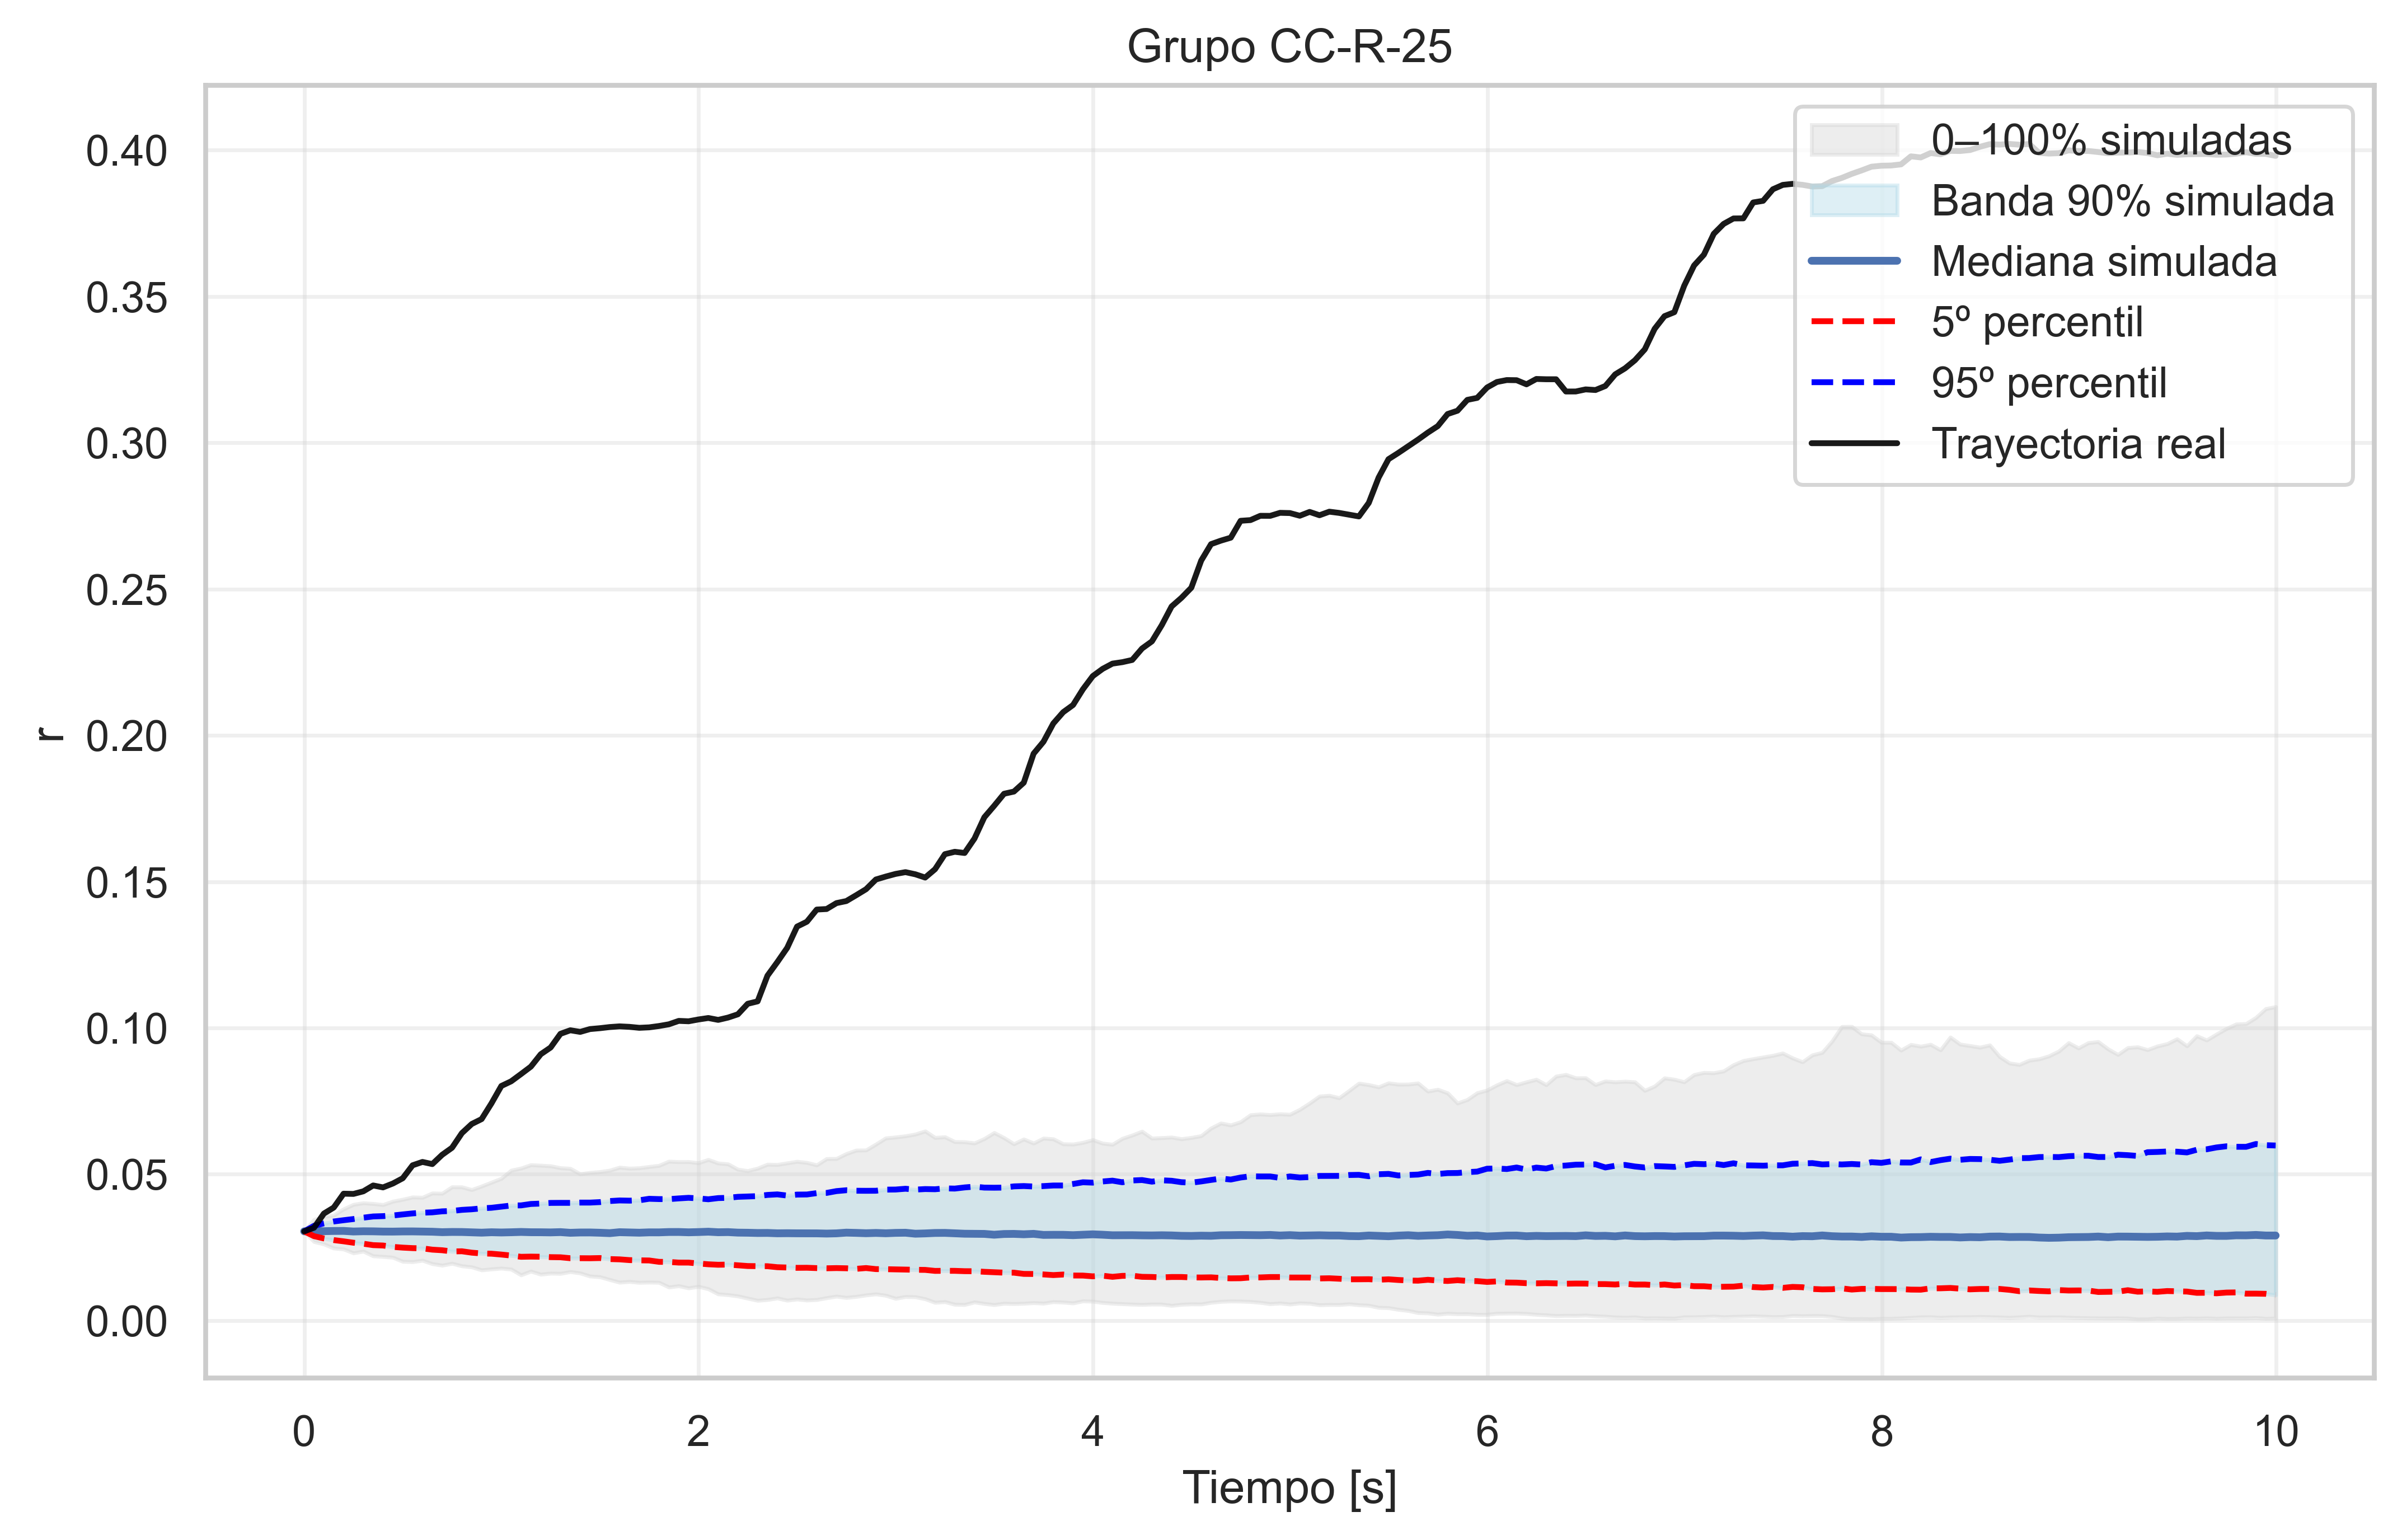 Grupo CC-R-25
0–100% simuladas
Banda 90% simulada
Mediana simulada
5º percentil
95º percentil
Trayectoria real
r
0.40
0.35
0.30
0.25
0.20
0.15
0.10
0.05
0.00
0 2 4 6 8 10
Tiempo [s]